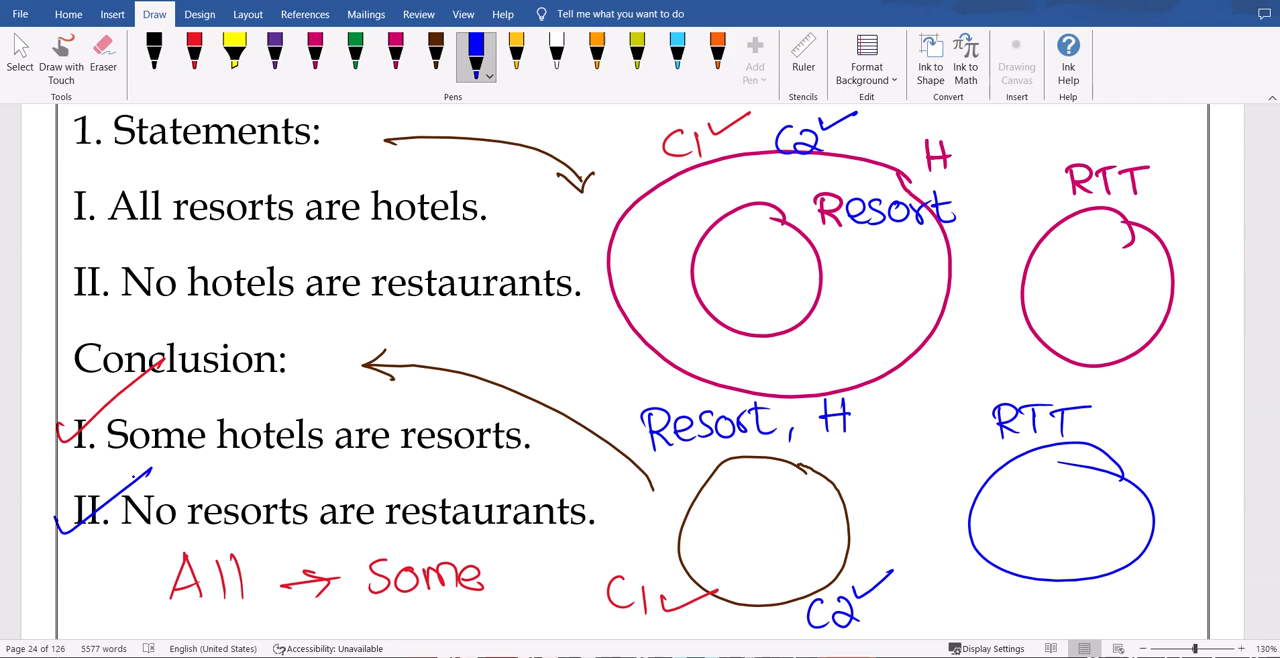 File Home Insert Draw Design Layout References Mailings Review View Help Tell me what you want to do
Select Draw with Touch Eraser Add Pen Ruler Format Background Ink to Shape Ink to Math Drawing Canvas Ink Help
Tools Pens Stencils Edit Convert Insert Help
1. Statements:
I. All resorts are hotels.
II. No hotels are restaurants.
Conclusion:
I. Some hotels are resorts.
II. No resorts are restaurants.
All → Some
C1 C2 H
Resort
RTT
Resort, H
RTT
C1 C2
Page 24 of 126 5577 words English (United States) Accessibility: Unavailable Display Settings 130%